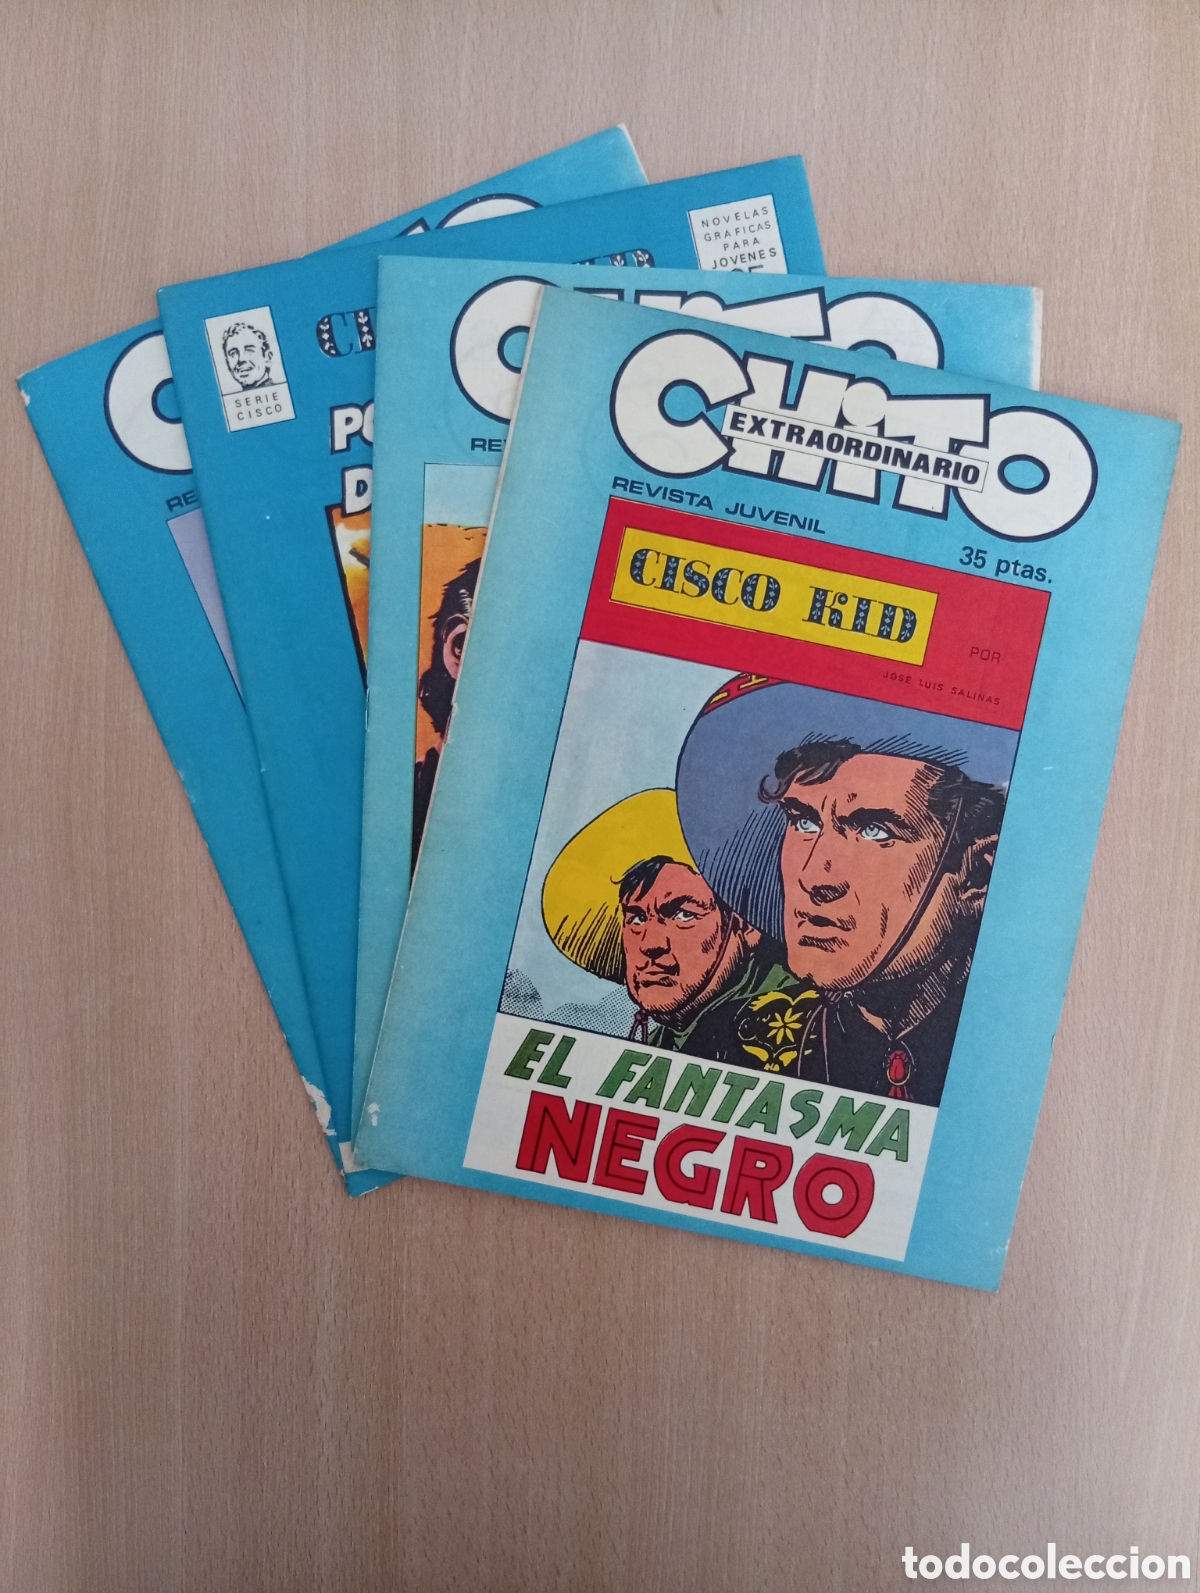 NOVELAS
GRAFICAS
PARA
JOVENES
SERIE
CISCO
CHITO
EXTRAORDINARIO
REVISTA JUVENIL
35 ptas.
CISCO KID
POR
JOSE LUIS SALINAS
EL FANTASMA
NEGRO
todocoleccion